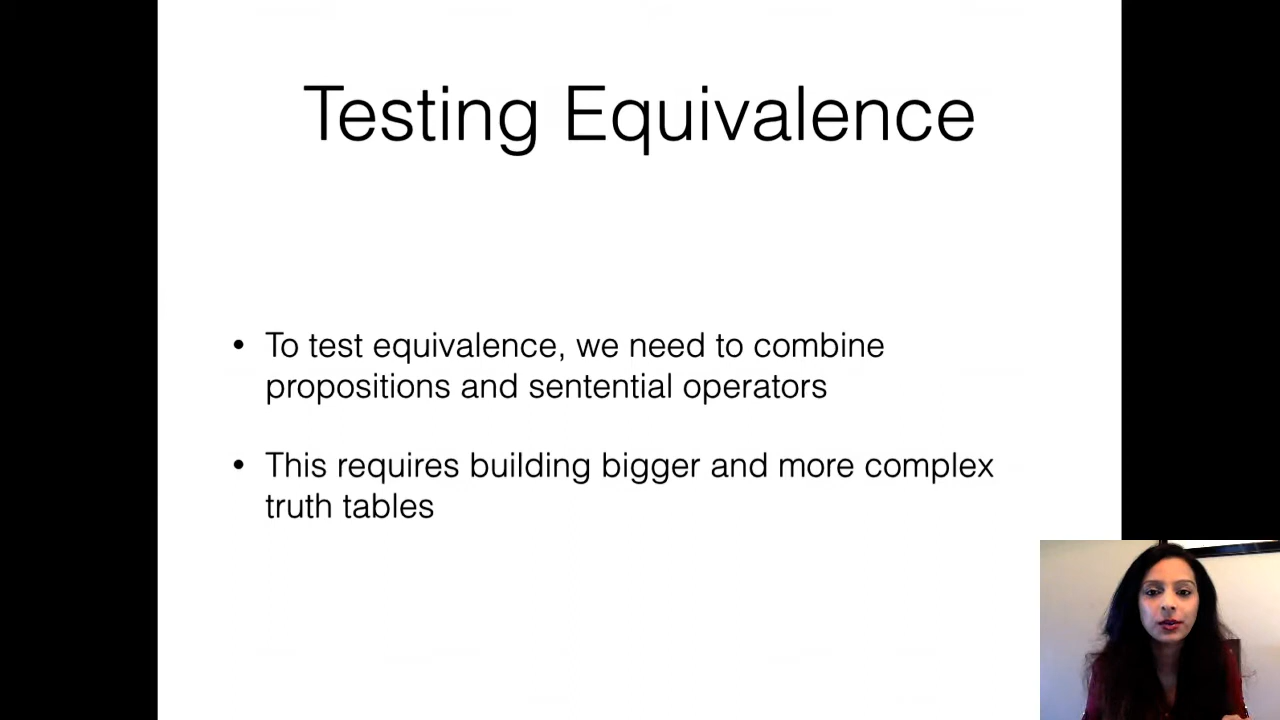 Testing Equivalence
• To test equivalence, we need to combine
propositions and sentential operators
• This requires building bigger and more complex
truth tables